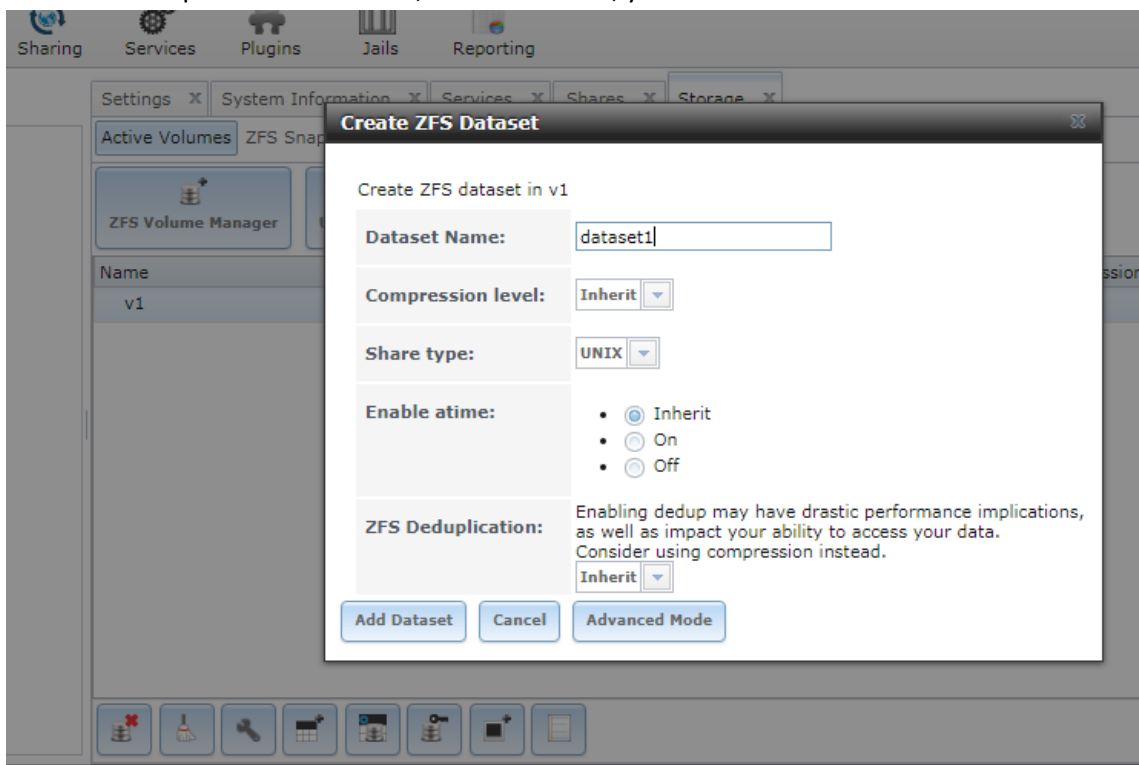 Sharing Services Plugins Jails Reporting
Settings X System Information X Services X Shares X Storage X
Active Volumes ZFS Snap
Create ZFS Dataset
Create ZFS dataset in v1
ZFS Volume Manager
Dataset Name: dataset1
Name
ssion
v1
Compression level: Inherit
Share type: UNIX
Enable atime:
• Inherit
• On
• Off
ZFS Deduplication:
Enabling dedup may have drastic performance implications,
as well as impact your ability to access your data.
Consider using compression instead.
Inherit
Add Dataset Cancel Advanced Mode